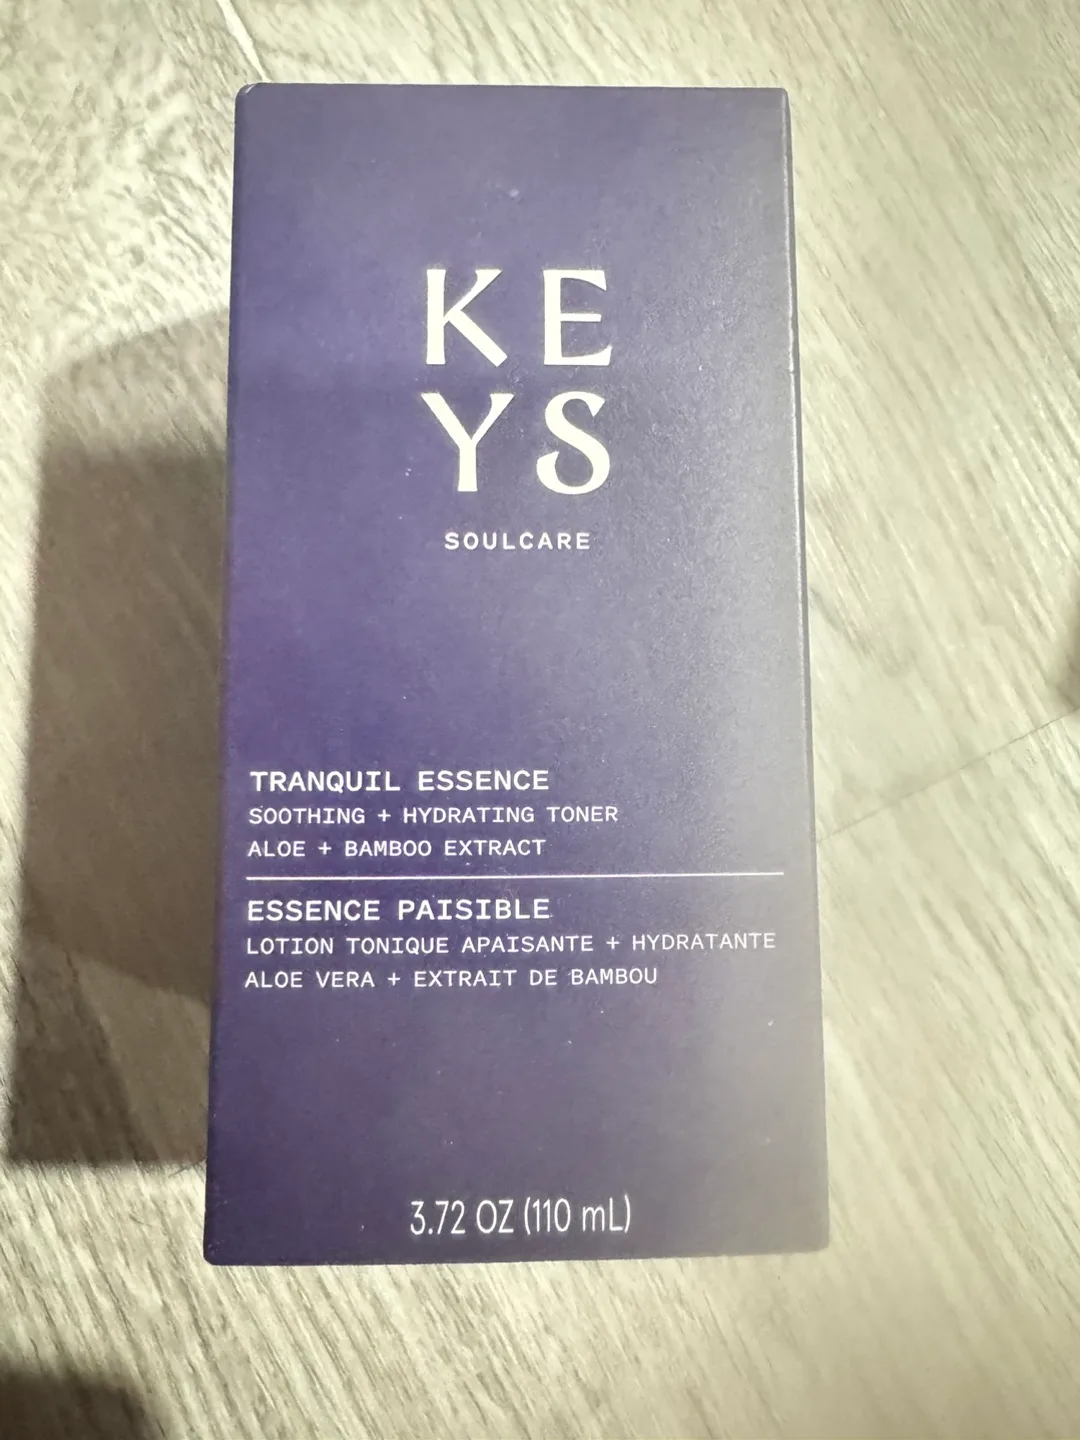 KE
YS
SOULCARE
TRANQUIL ESSENCE
SOOTHING + HYDRATING TONER
ALOE + BAMBOO EXTRACT
ESSENCE PAISIBLE
LOTION TONIQUE APAISANTE + HYDRATANTE
ALOE VERA + EXTRAIT DE BAMBOU
3.72 OZ (110 mL)